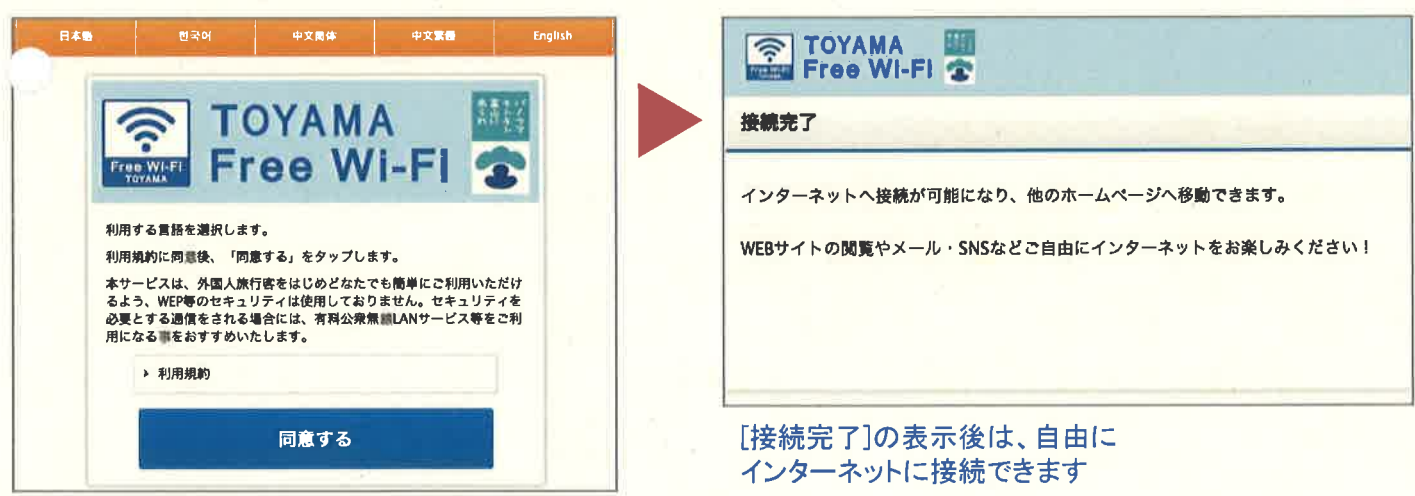 日本語 한국어 中文简体 中文繁體 English
Free Wi-Fi
TOYAMA
TOYAMA
Free Wi-Fi
利用する言語を選択します。
利用規約に同意後、「同意する」をタップします。
本サービスは、外国人旅行客をはじめどなたでも簡単にご利用いただけ
るよう、WEP等のセキュリティは使用しておりません。セキュリティを
必要とする通信をされる場合には、有料公衆無線LANサービス等をご利
用になる事をおすすめいたします。
利用規約
同意する
TOYAMA
Free Wi-Fi
接続完了
インターネットへ接続が可能になり、他のホームページへ移動できます。
WEBサイトの閲覧やメール・SNSなどご自由にインターネットをお楽しみください！
[接続完了]の表示後は、自由に
インターネットに接続できます